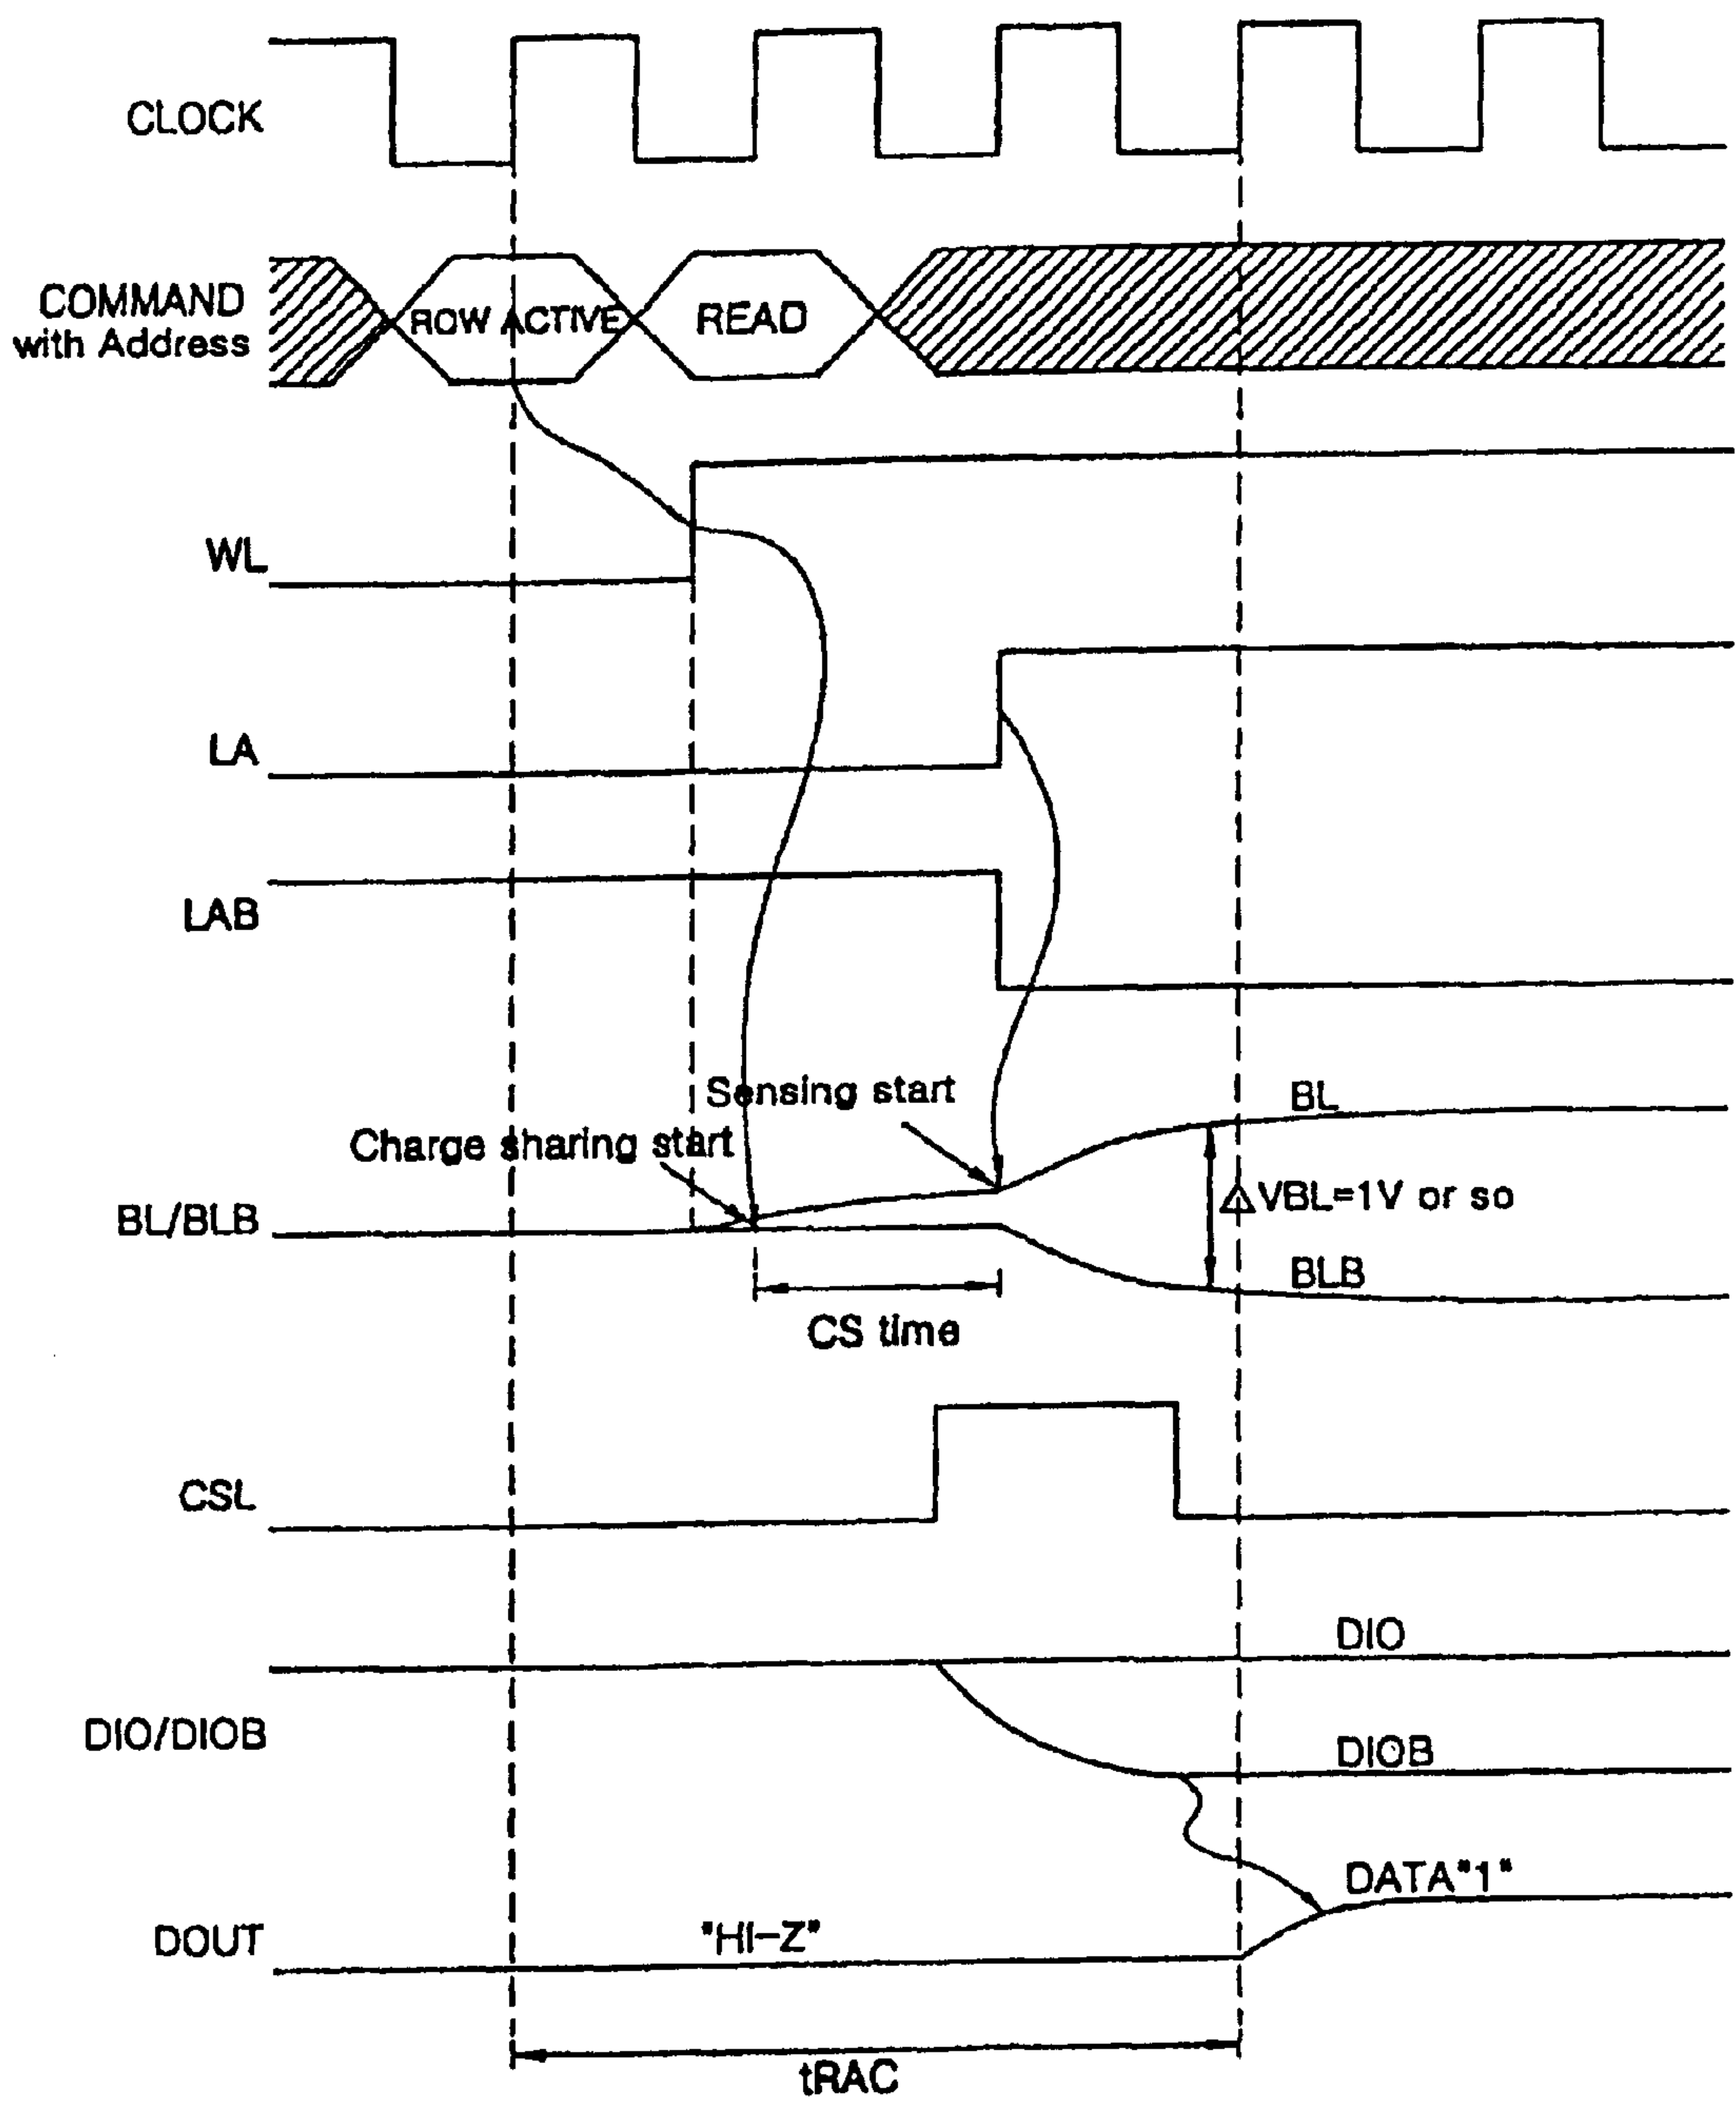 CLOCK
COMMAND
with Address
ROW ACTIVE
READ
WL
LA
LAB
Sensing start
BL
Charge sharing start
BL/BLB
△VBL=1V or so
BLB
CS time
CSL
DIO
DIO/DIOB
DIOB
DATA"1"
DOUT
"HI-Z"
tRAC